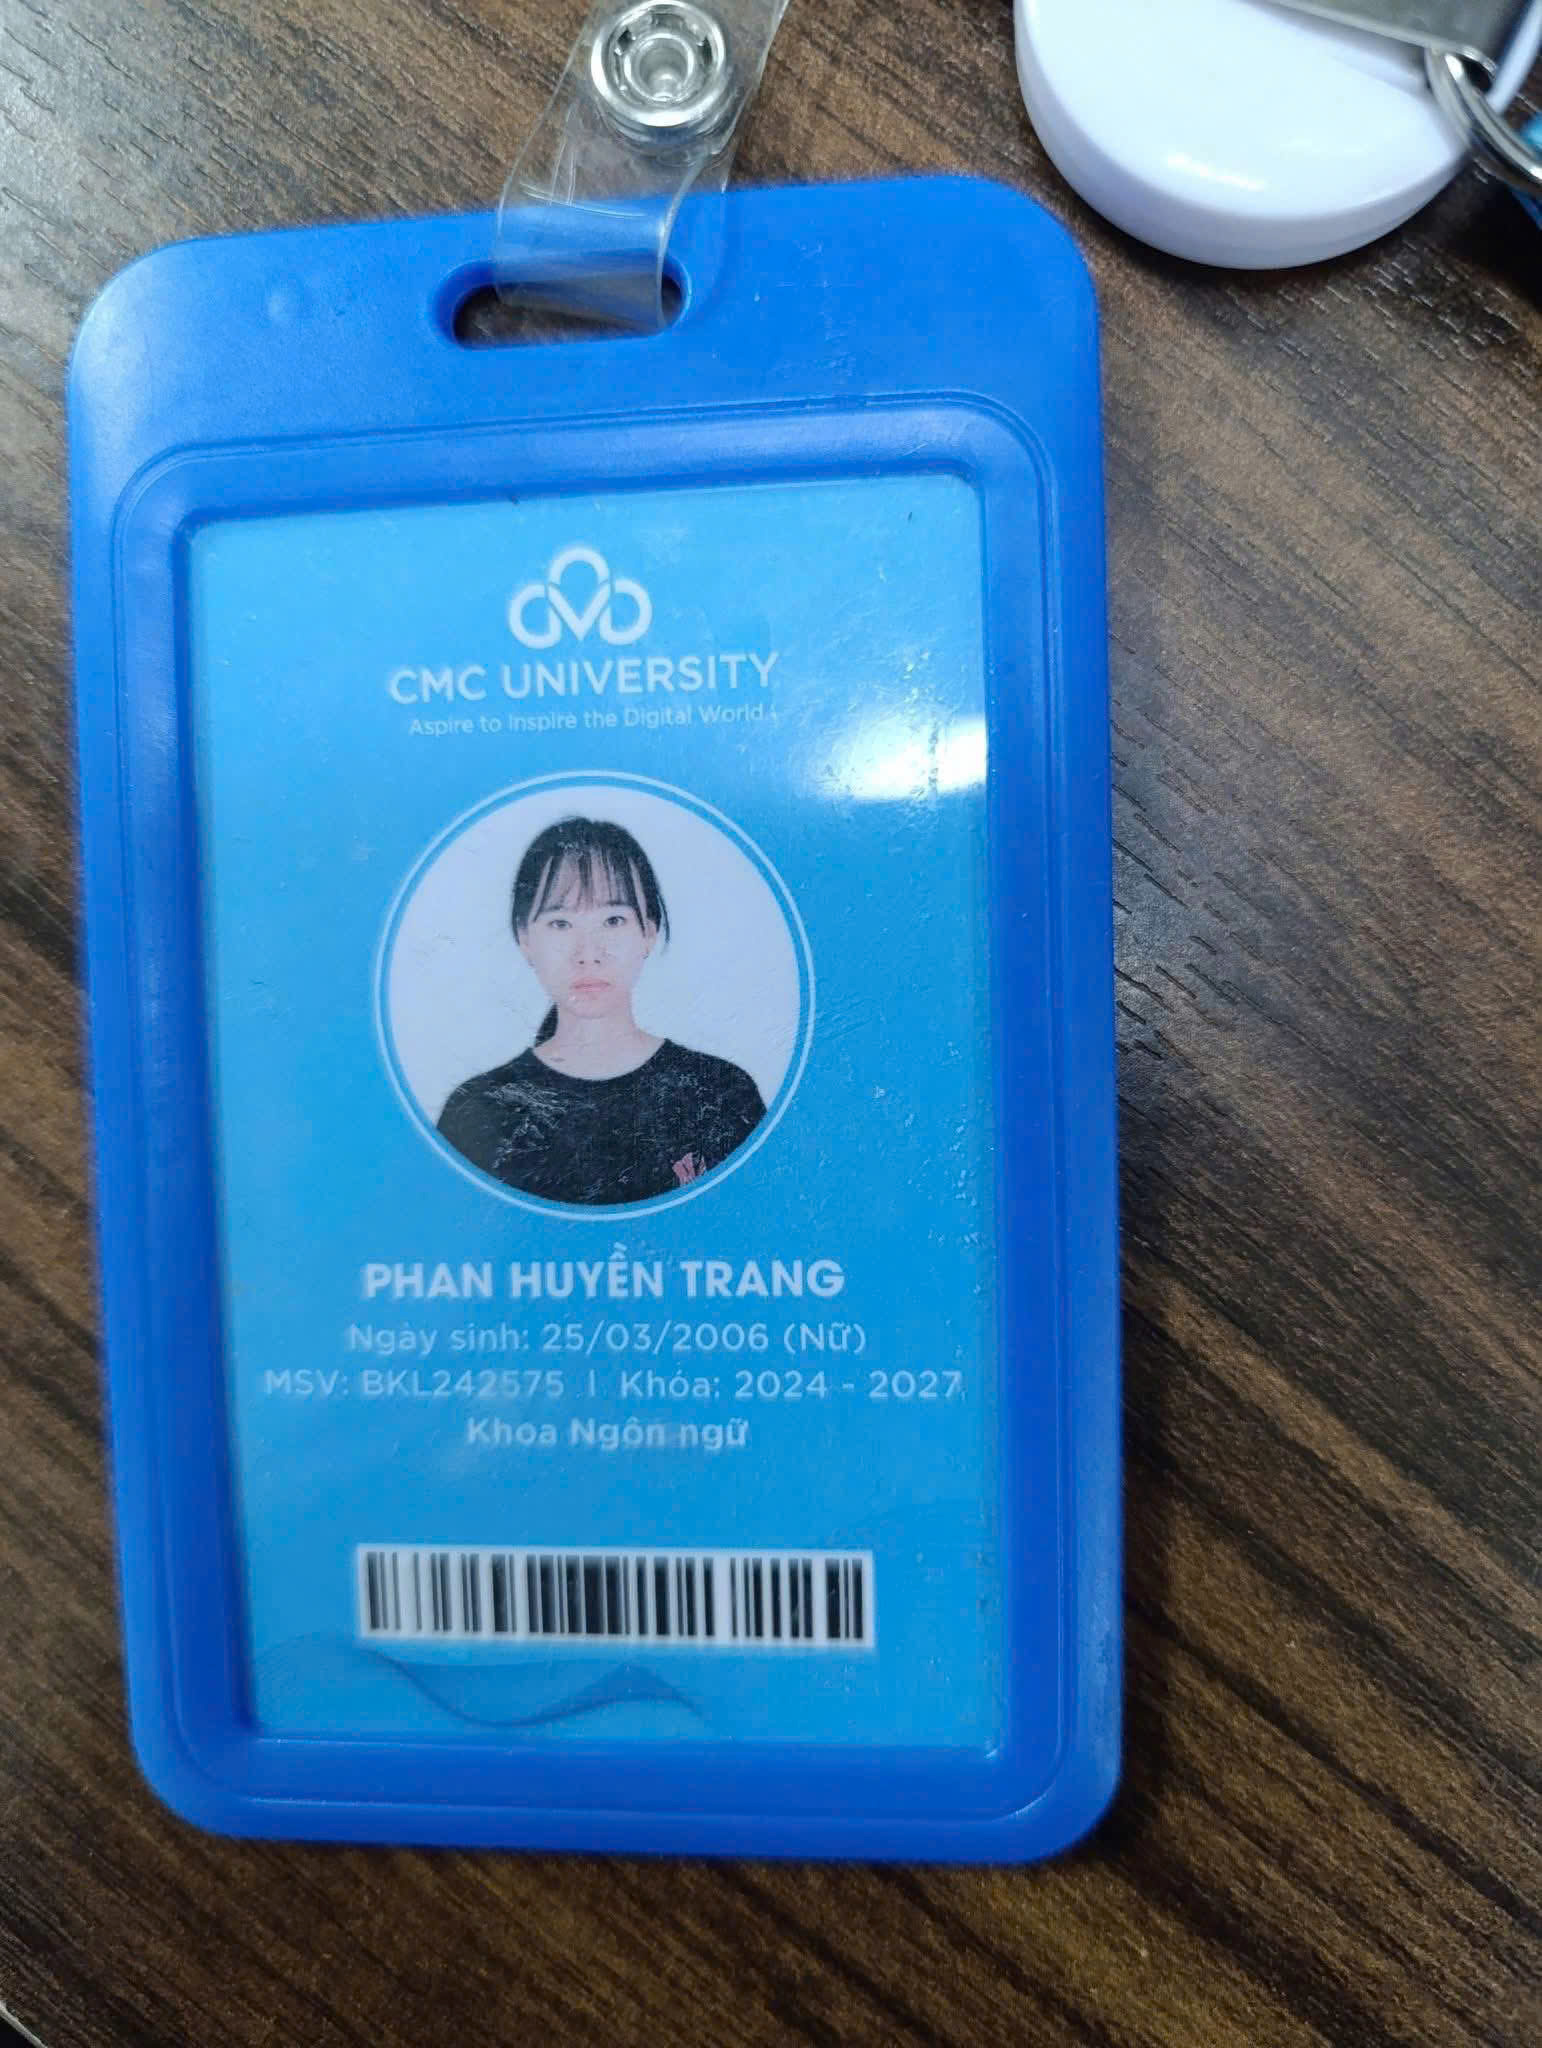 CMC UNIVERSITY
Aspire to Inspire the Digital World
PHAN HUYỀN TRANG
Ngày sinh: 25/03/2006 (Nữ)
MSV: BKL242575 | Khóa: 2024 - 2027
Khoa Ngôn ngữ